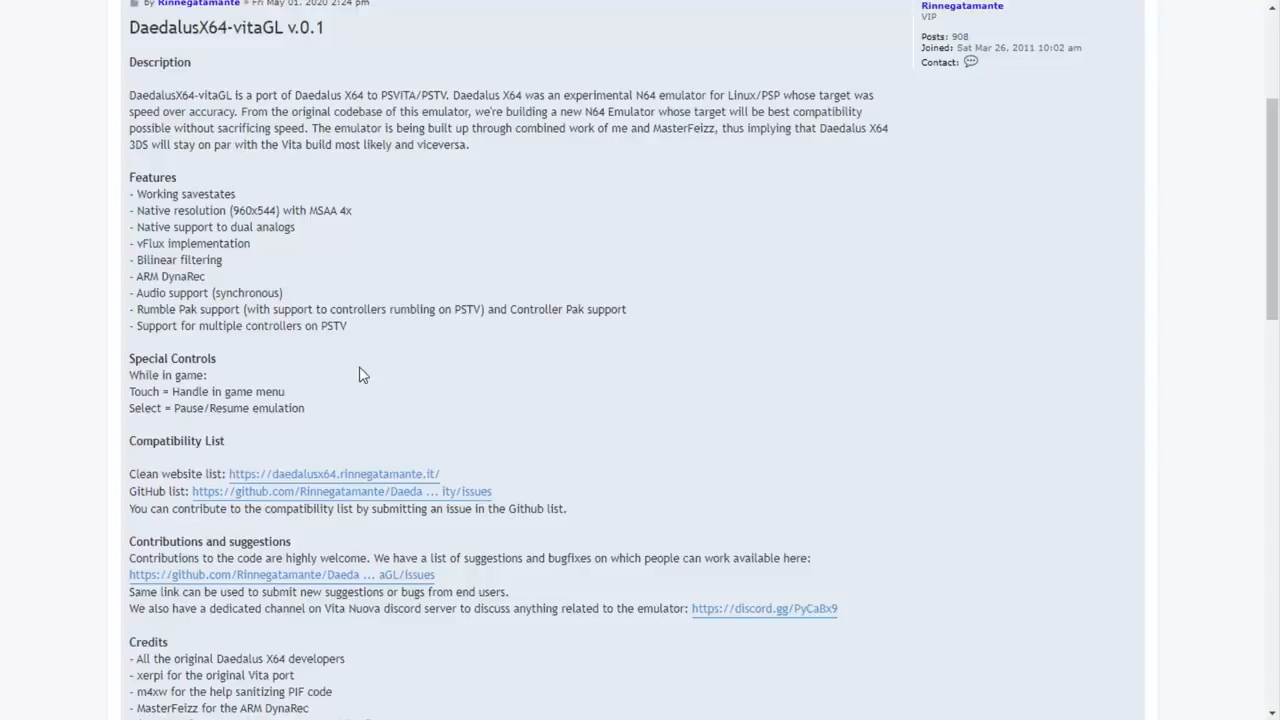 by Rinnegatamante » Fri May 01, 2020 2:24 pm
DaedalusX64-vitaGL v.0.1
Description
DaedalusX64-vitaGL is a port of Daedalus X64 to PSVITA/PSTV. Daedalus X64 was an experimental N64 emulator for Linux/PSP whose target was
speed over accuracy. From the original codebase of this emulator, we're building a new N64 Emulator whose target will be best compatibility
possible without sacrificing speed. The emulator is being built up through combined work of me and MasterFeizz, thus implying that Daedalus X64
3DS will stay on par with the Vita build most likely and viceversa.
Features
- Working savestates
- Native resolution (960x544) with MSAA 4x
- Native support to dual analogs
- vFlux implementation
- Bilinear filtering
- ARM DynaRec
- Audio support (synchronous)
- Rumble Pak support (with support to controllers rumbling on PSTV) and Controller Pak support
- Support for multiple controllers on PSTV
Special Controls
While in game:
Touch = Handle in game menu
Select = Pause/Resume emulation
Compatibility List
Clean website list: https://daedalusx64.rinnegatamante.it/
GitHub list: https://github.com/Rinnegatamante/Daeda ... ity/issues
You can contribute to the compatibility list by submitting an issue in the Github list.
Contributions and suggestions
Contributions to the code are highly welcome. We have a list of suggestions and bugfixes on which people can work available here:
https://github.com/Rinnegatamante/Daeda ... aGL/issues
Same link can be used to submit new suggestions or bugs from end users.
We also have a dedicated channel on Vita Nuova discord server to discuss anything related to the emulator: https://discord.gg/PyCaBx9
Credits
- All the original Daedalus X64 developers
- xerpi for the original Vita port
- m4xw for the help sanitizing PIF code
- MasterFeizz for the ARM DynaRec
Rinnegatamante
VIP
Posts: 908
Joined: Sat Mar 26, 2011 10:02 am
Contact: